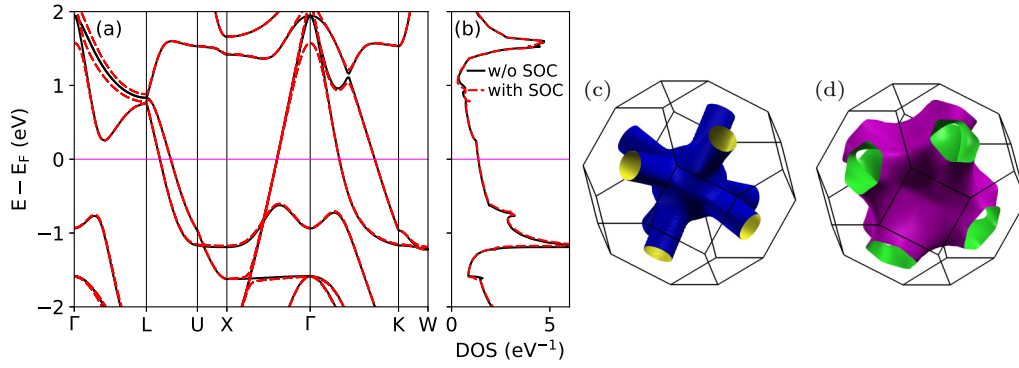 (a)
(b)
(c)
(d)
2
1
0
−1
−2
E − E_F (eV)
Γ
L
U
X
Γ
K
W
w/o SOC
with SOC
0
5
DOS (eV⁻¹)